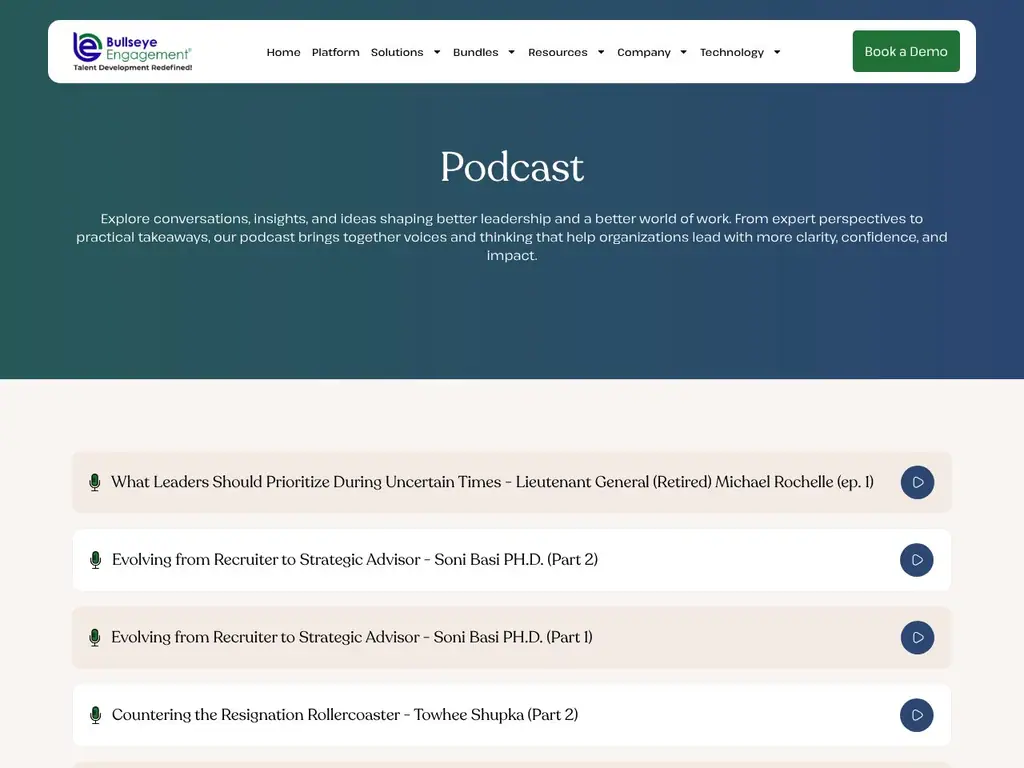 Bullseye
Engagement®
Talent Development Redefined!
Home Platform Solutions Bundles Resources Company Technology
Book a Demo
Podcast
Explore conversations, insights, and ideas shaping better leadership and a better world of work. From expert perspectives to
practical takeaways, our podcast brings together voices and thinking that help organizations lead with more clarity, confidence, and
impact.
What Leaders Should Prioritize During Uncertain Times - Lieutenant General (Retired) Michael Rochelle (ep. 1)
Evolving from Recruiter to Strategic Advisor - Soni Basi PH.D. (Part 2)
Evolving from Recruiter to Strategic Advisor - Soni Basi PH.D. (Part 1)
Countering the Resignation Rollercoaster - Towhee Shupka (Part 2)